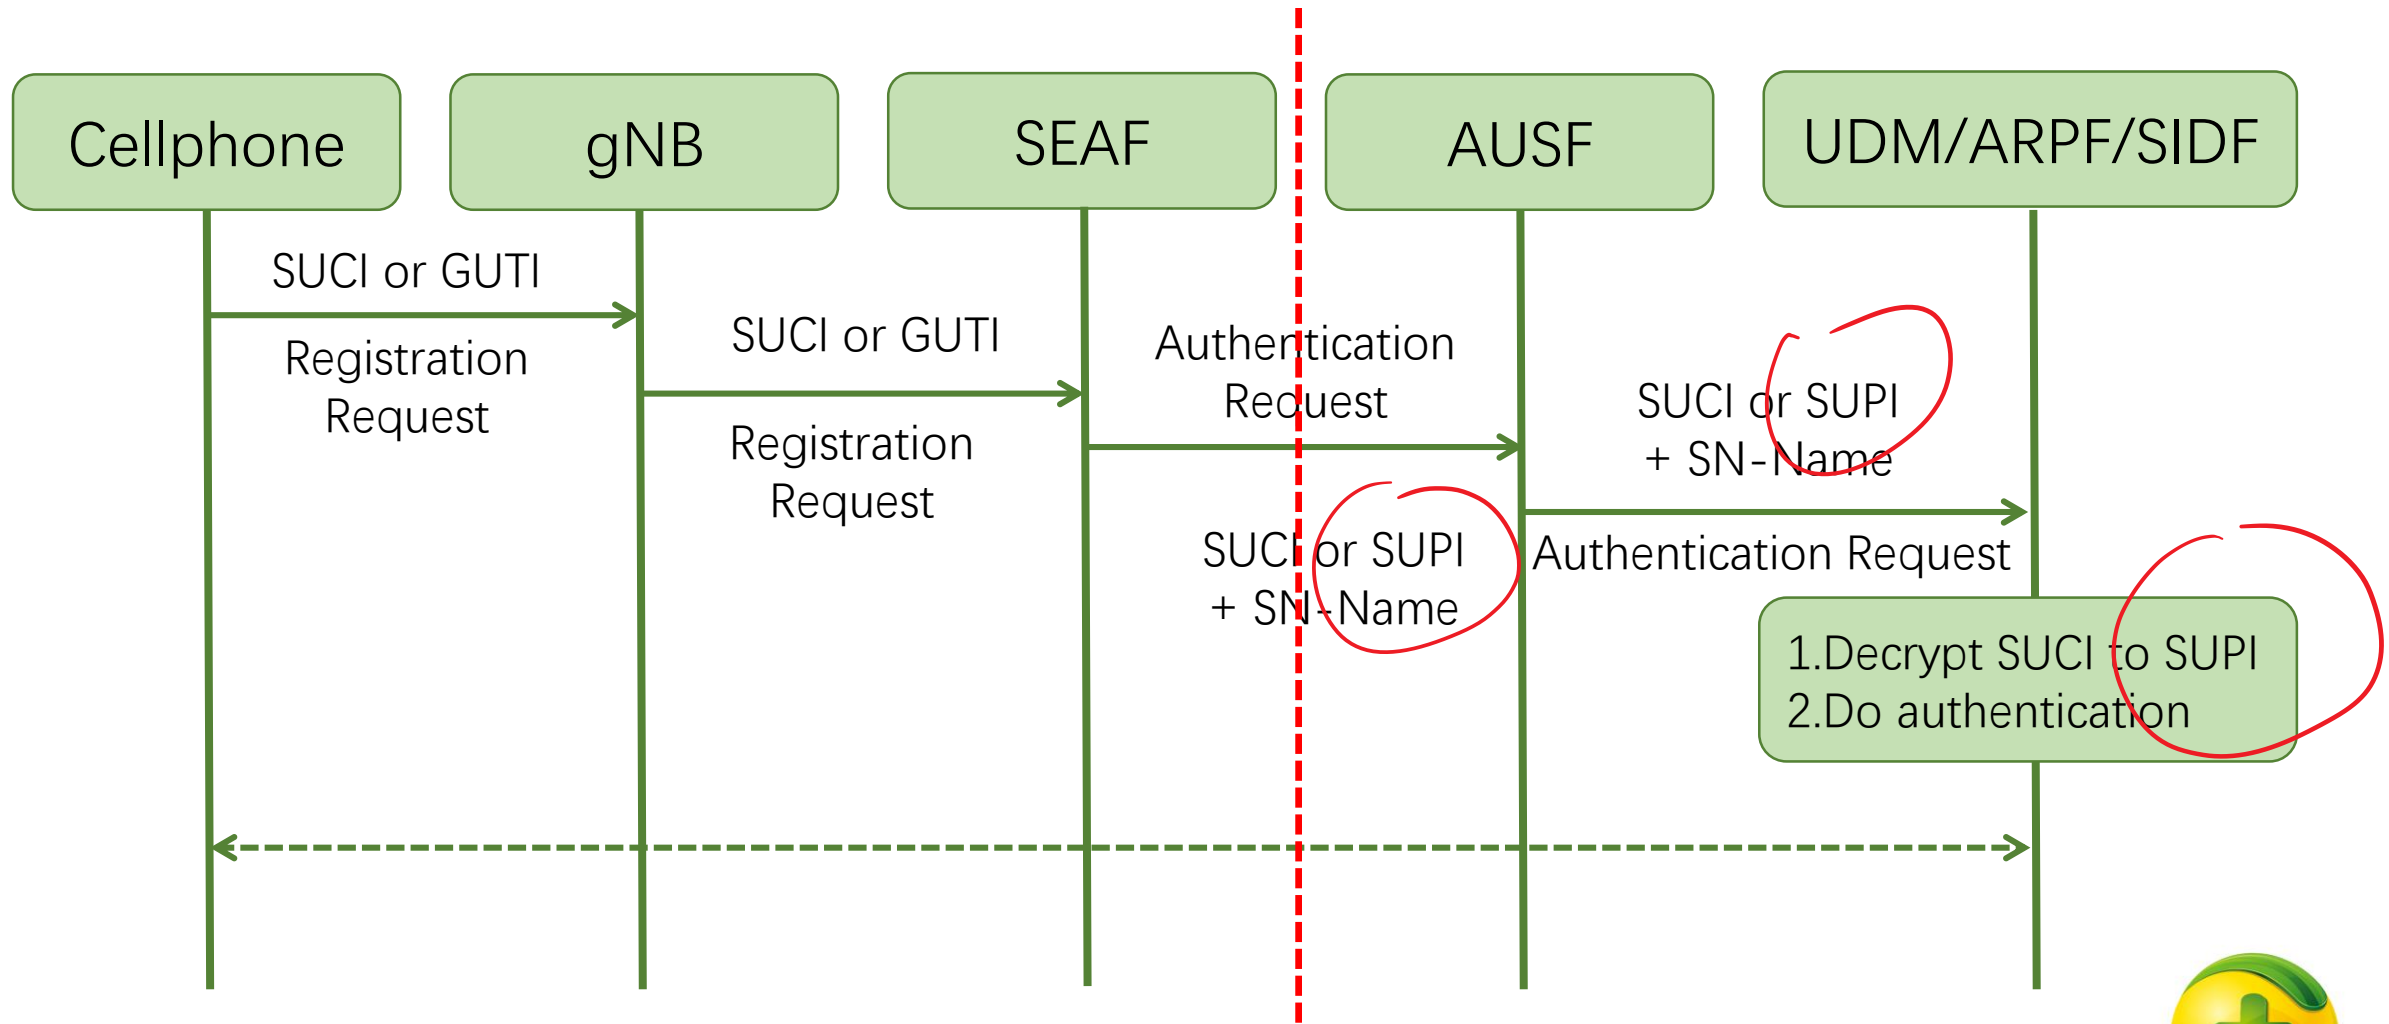 Cellphone
gNB
SEAF
AUSF
UDM/ARPF/SIDF
SUCI or GUTI
Registration
Request
SUCI or GUTI
Registration
Request
Authentication
Request
SUCI or SUPI
+ SN-Name
SUCI or SUPI
+ SN-Name
Authentication Request
1.Decrypt SUCI to SUPI
2.Do authentication